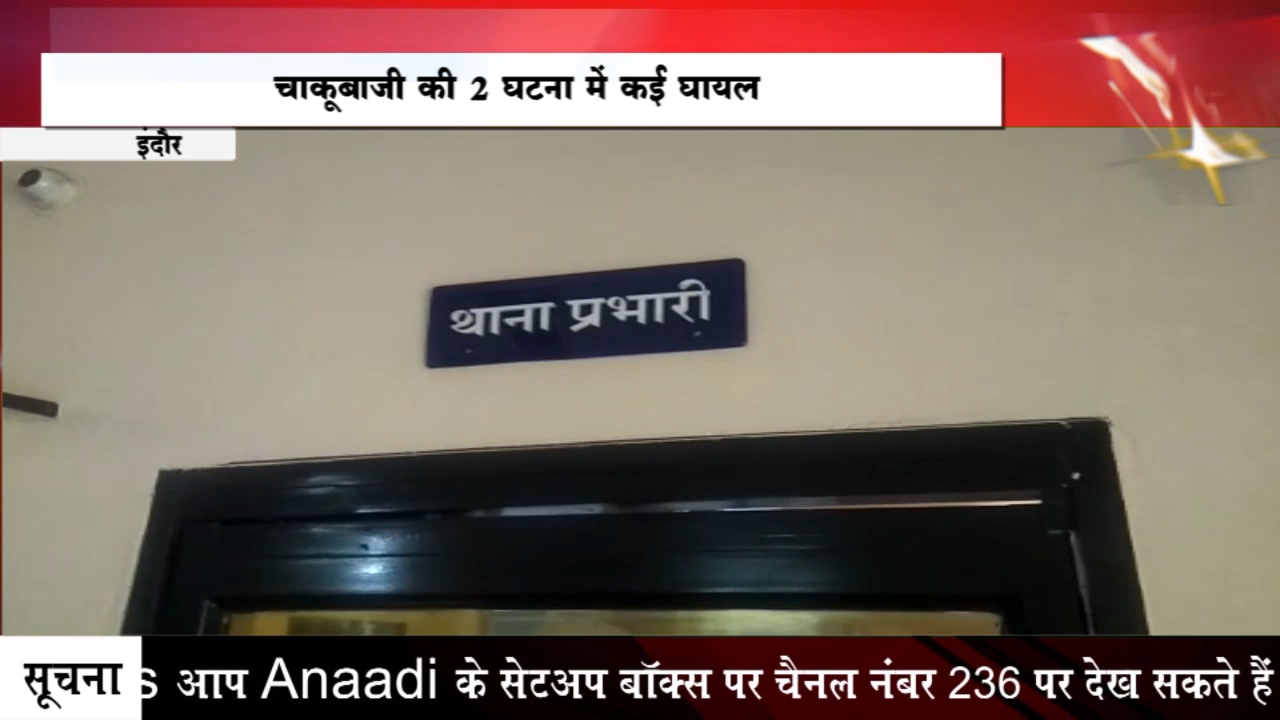 चाकूबाजी की 2 घटना में कई घायल
इंदौर
थाना प्रभारी
सूचना s आप Anaadi के सेटअप बॉक्स पर चैनल नंबर 236 पर देख सकते हैं